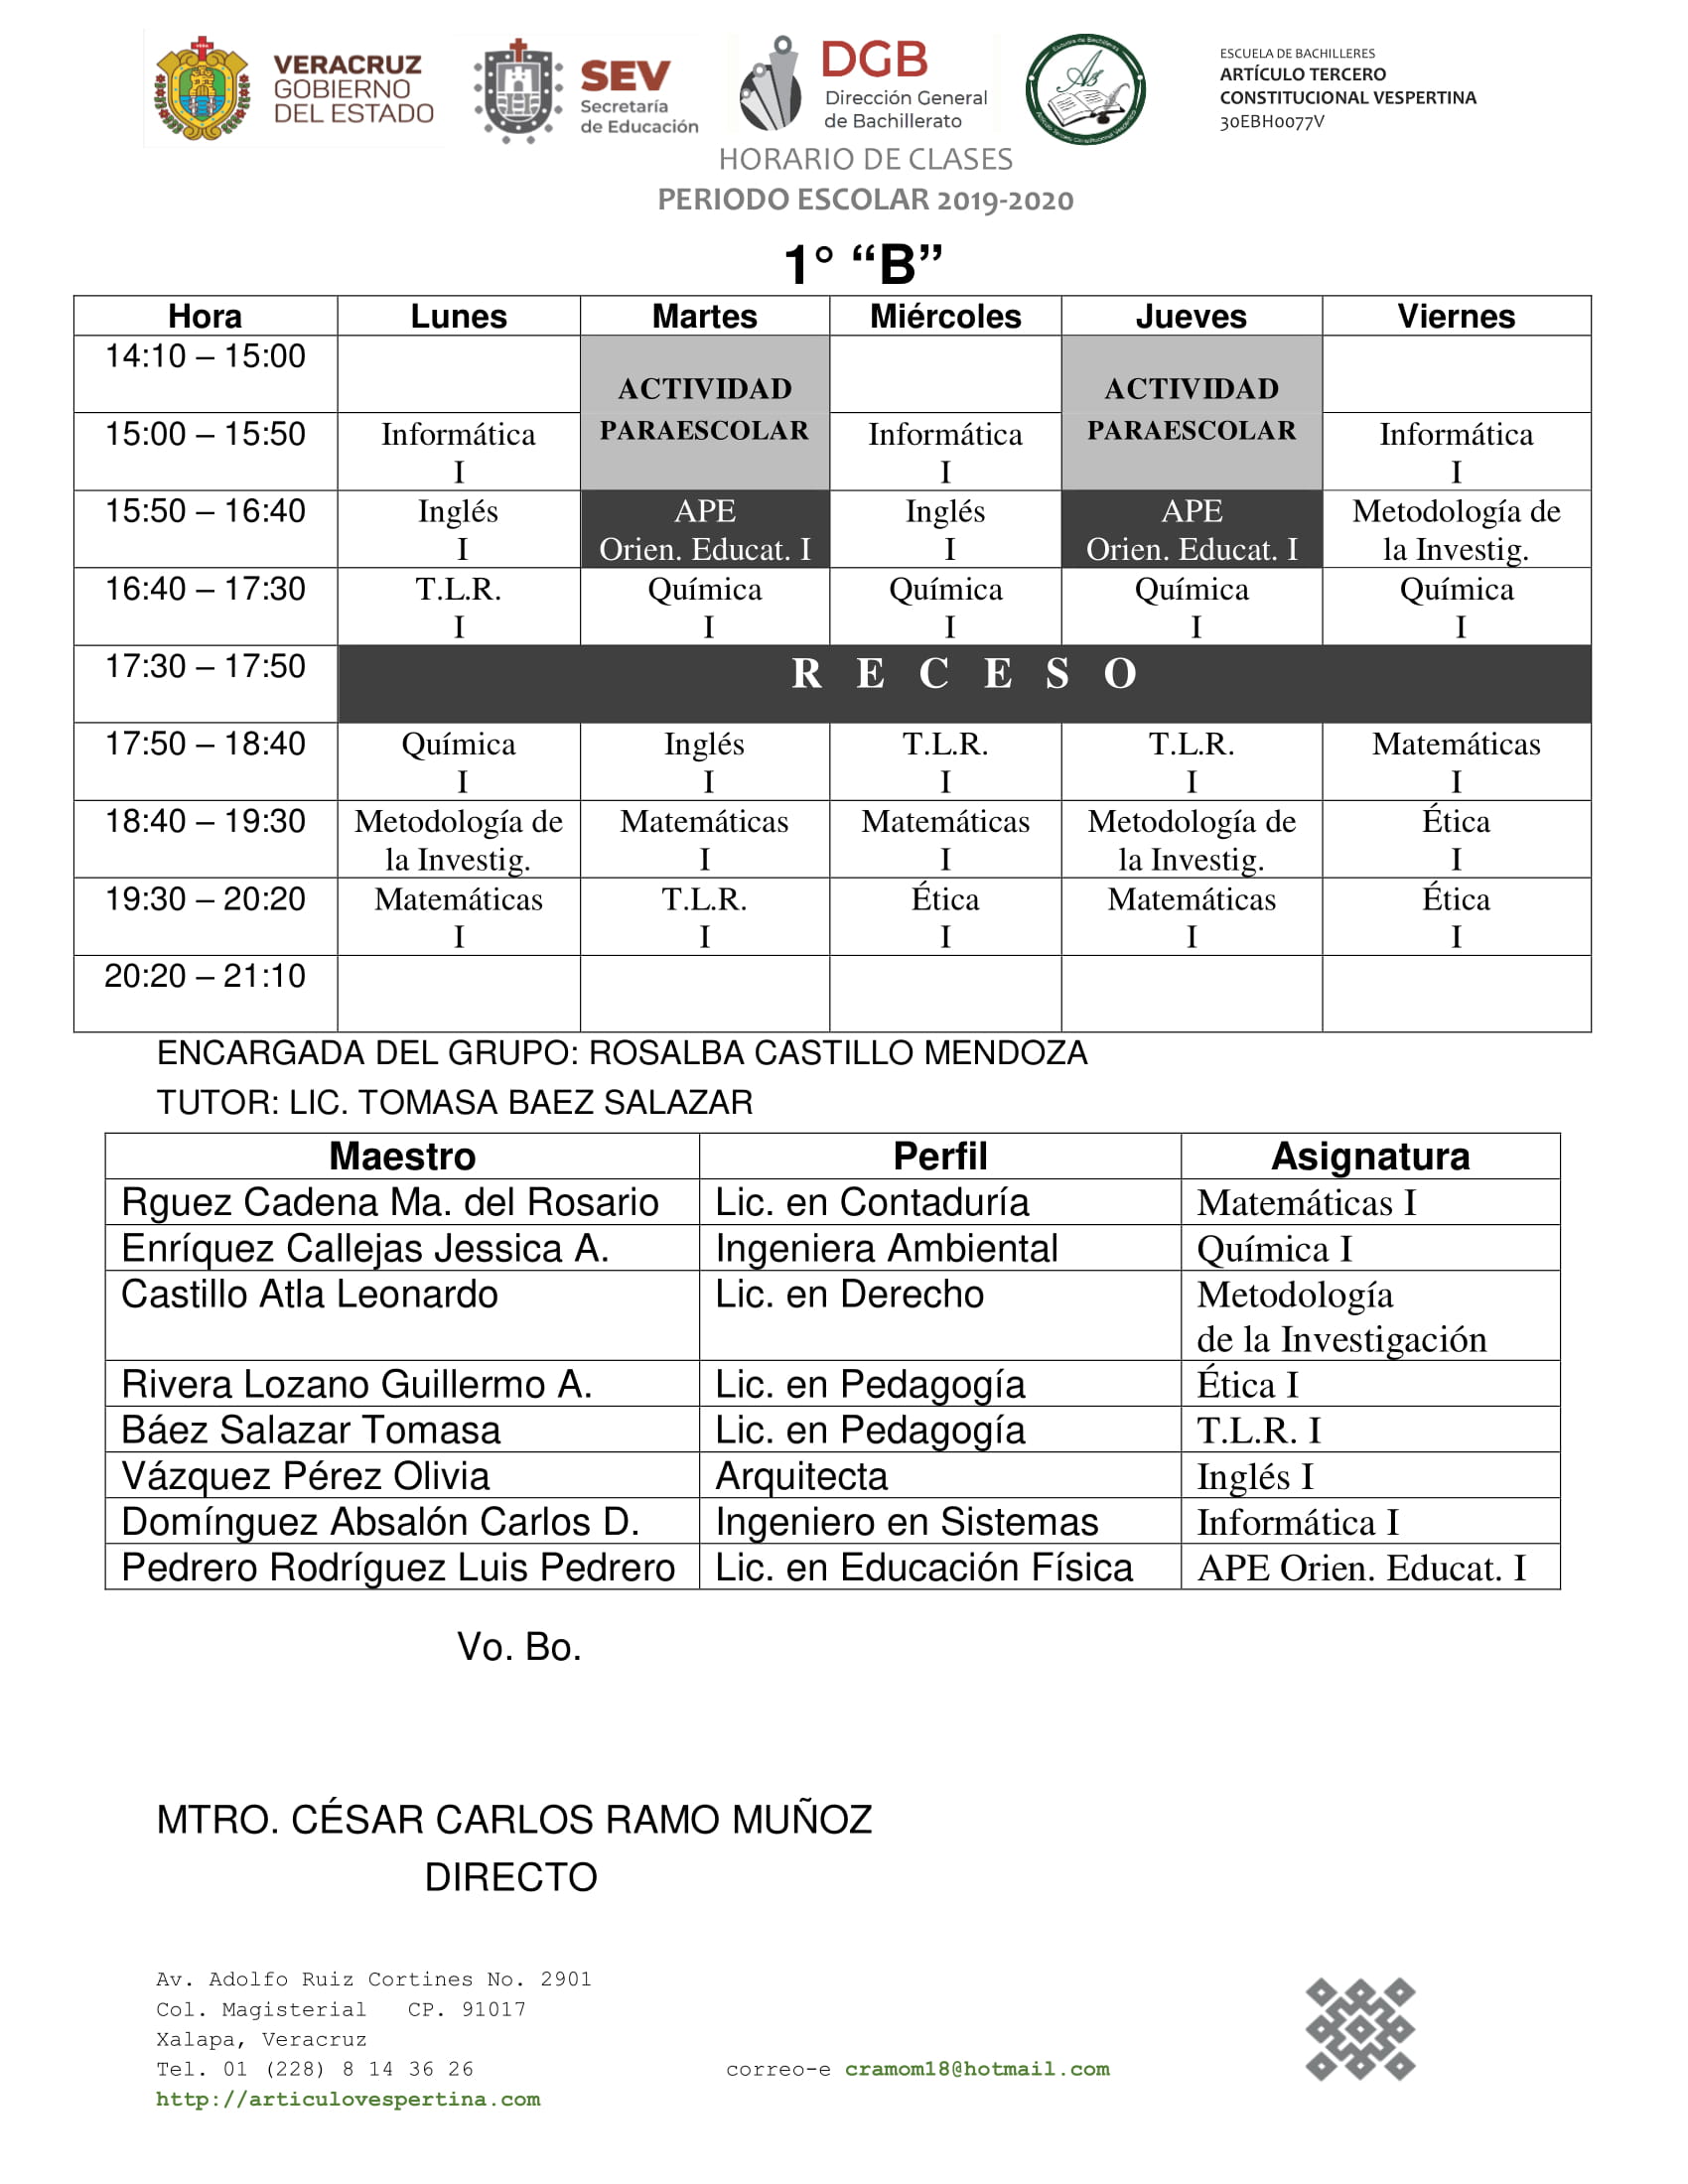 VERACRUZ
GOBIERNO
DEL ESTADO
SEV
Secretaría
de Educación
DGB
Dirección General
de Bachillerato
ESCUELA DE BACHILLERES
ARTÍCULO TERCERO
CONSTITUCIONAL VESPERTINA
30EBH0077V
HORARIO DE CLASES
PERIODO ESCOLAR 2019-2020
1° “B”
Hora Lunes Martes Miércoles Jueves Viernes
14:10 – 15:00 ACTIVIDAD ACTIVIDAD
15:00 – 15:50 Informática PARAESCOLAR Informática PARAESCOLAR Informática
I I I
15:50 – 16:40 Inglés APE Inglés APE Metodología de
I Orien. Educat. I I Orien. Educat. I la Investig.
16:40 – 17:30 T.L.R. Química Química Química Química
I I I I I
17:30 – 17:50 R E C E S O
17:50 – 18:40 Química Inglés T.L.R. T.L.R. Matemáticas
I I I I I
18:40 – 19:30 Metodología de Matemáticas Matemáticas Metodología de Ética
la Investig. I I la Investig. I
19:30 – 20:20 Matemáticas T.L.R. Ética Matemáticas Ética
I I I I I
20:20 – 21:10
ENCARGADA DEL GRUPO: ROSALBA CASTILLO MENDOZA
TUTOR: LIC. TOMASA BAEZ SALAZAR
Maestro Perfil Asignatura
Rguez Cadena Ma. del Rosario Lic. en Contaduría Matemáticas I
Enríquez Callejas Jessica A. Ingeniera Ambiental Química I
Castillo Atla Leonardo Lic. en Derecho Metodología
de la Investigación
Rivera Lozano Guillermo A. Lic. en Pedagogía Ética I
Báez Salazar Tomasa Lic. en Pedagogía T.L.R. I
Vázquez Pérez Olivia Arquitecta Inglés I
Domínguez Absalón Carlos D. Ingeniero en Sistemas Informática I
Pedrero Rodríguez Luis Pedrero Lic. en Educación Física APE Orien. Educat. I
Vo. Bo.
MTRO. CÉSAR CARLOS RAMO MUÑOZ
DIRECTO
Av. Adolfo Ruiz Cortines No. 2901
Col. Magisterial CP. 91017
Xalapa, Veracruz
Tel. 01 (228) 8 14 36 26 correo-e cramom18@hotmail.com
http://articulovespertina.com